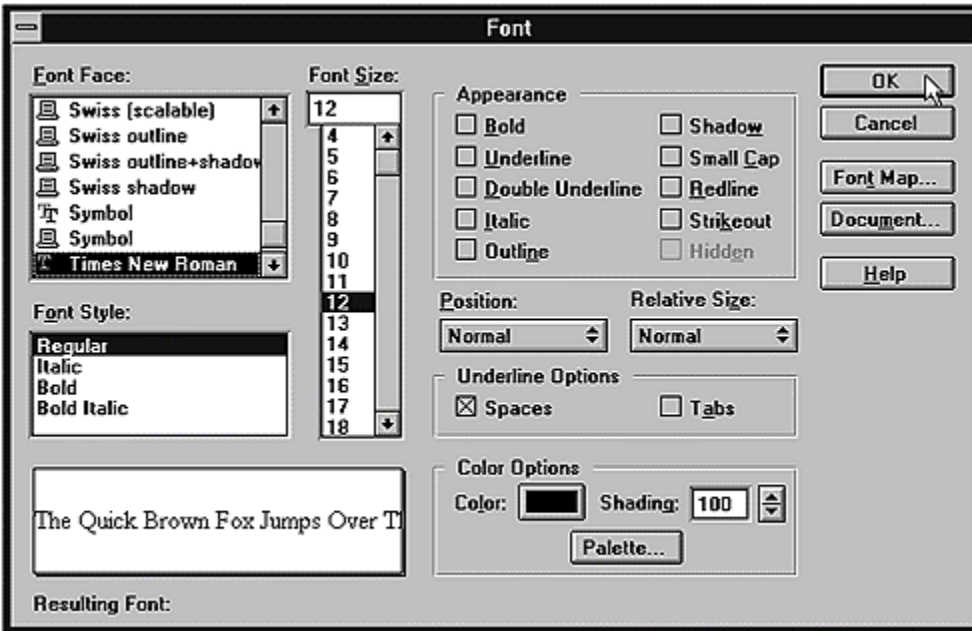 Font
Font Face:
Swiss (scalable)
Swiss outline
Swiss outline+shadow
Swiss shadow
Symbol
Symbol
Times New Roman
Font Size:
12
4
5
6
7
8
9
10
11
12
13
14
15
16
17
18
Font Style:
Regular
Italic
Bold
Bold Italic
The Quick Brown Fox Jumps Over T
Resulting Font:
Appearance
Bold
Underline
Double Underline
Italic
Outline
Shadow
Small Cap
Redline
Strikeout
Hidden
Position:
Normal
Relative Size:
Normal
Underline Options
Spaces
Tabs
Color Options
Color:
Shading: 100
Palette...
OK
Cancel
Font Map...
Document...
Help